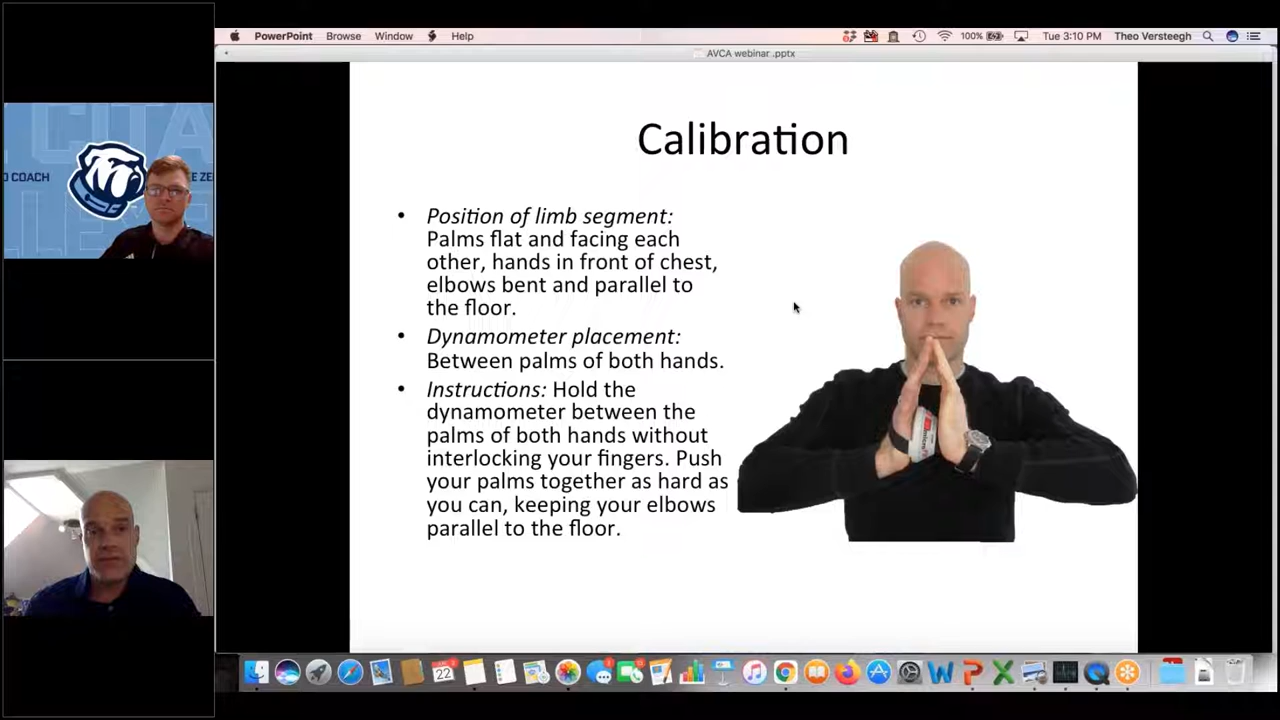 PowerPoint Browse Window Help 100% Tue 3:10 PM Theo Versteegh
AVCA webinar .pptx
Calibration
• Position of limb segment:
Palms flat and facing each
other, hands in front of chest,
elbows bent and parallel to
the floor.
• Dynamometer placement:
Between palms of both hands.
• Instructions: Hold the
dynamometer between the
palms of both hands without
interlocking your fingers. Push
your palms together as hard as
you can, keeping your elbows
parallel to the floor.
CITA
COACH
22